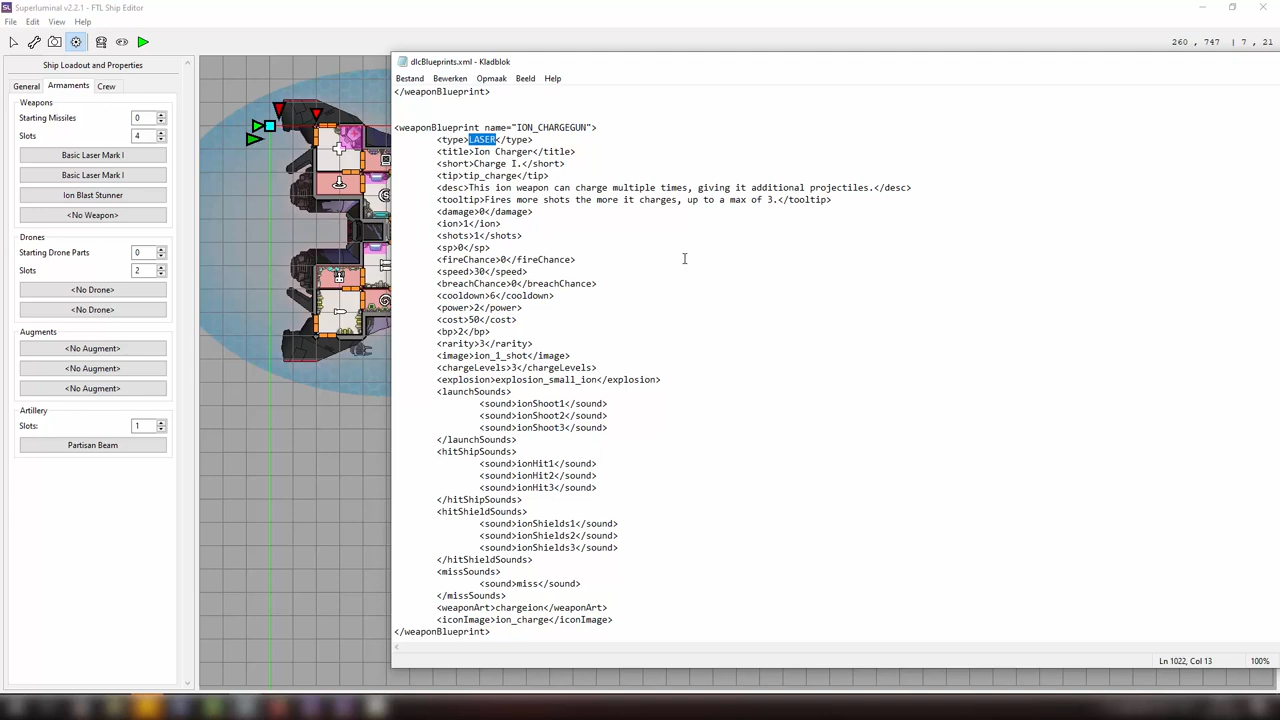 Superluminal v2.2.1 - FTL Ship Editor
File Edit View Help
260 , 747 | 7 , 21
Ship Loadout and Properties
General Armaments Crew
Weapons
Starting Missiles 0
Slots 4
Basic Laser Mark I
Basic Laser Mark I
Ion Blast Stunner
<No Weapon>
Drones
Starting Drone Parts 0
Slots 2
<No Drone>
<No Drone>
Augments
<No Augment>
<No Augment>
<No Augment>
Artillery
Slots: 1
Partisan Beam
dlcBlueprints.xml - Kladblok
Bestand Bewerken Opmaak Beeld Help
</weaponBlueprint>
<weaponBlueprint name="ION_CHARGEGUN">
<type>LASER</type>
<title>Ion Charger</title>
<short>Charge I.</short>
<tip>tip_charge</tip>
<desc>This ion weapon can charge multiple times, giving it additional projectiles.</desc>
<tooltip>Fires more shots the more it charges, up to a max of 3.</tooltip>
<damage>0</damage>
<ion>1</ion>
<shots>1</shots>
<sp>0</sp>
<fireChance>0</fireChance>
<speed>30</speed>
<breachChance>0</breachChance>
<cooldown>6</cooldown>
<power>2</power>
<cost>50</cost>
<bp>2</bp>
<rarity>3</rarity>
<image>ion_1_shot</image>
<chargeLevels>3</chargeLevels>
<explosion>explosion_small_ion</explosion>
<launchSounds>
<sound>ionShoot1</sound>
<sound>ionShoot2</sound>
<sound>ionShoot3</sound>
</launchSounds>
<hitShipSounds>
<sound>ionHit1</sound>
<sound>ionHit2</sound>
<sound>ionHit3</sound>
</hitShipSounds>
<hitShieldSounds>
<sound>ionShields1</sound>
<sound>ionShields2</sound>
<sound>ionShields3</sound>
</hitShieldSounds>
<missSounds>
<sound>miss</sound>
</missSounds>
<weaponArt>chargeion</weaponArt>
<iconImage>ion_charge</iconImage>
</weaponBlueprint>
Ln 1022, Col 13 100%